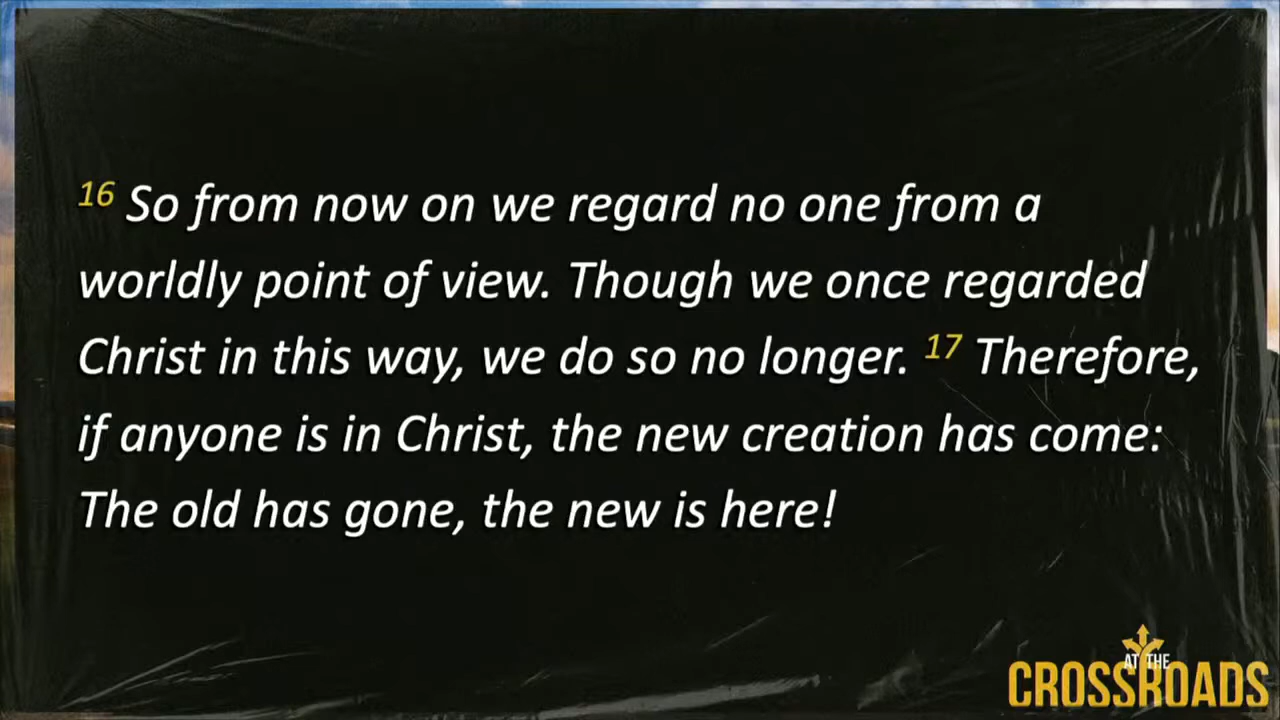 16 So from now on we regard no one from a
worldly point of view. Though we once regarded
Christ in this way, we do so no longer. 17 Therefore,
if anyone is in Christ, the new creation has come:
The old has gone, the new is here!
AT THE
CROSSROADS